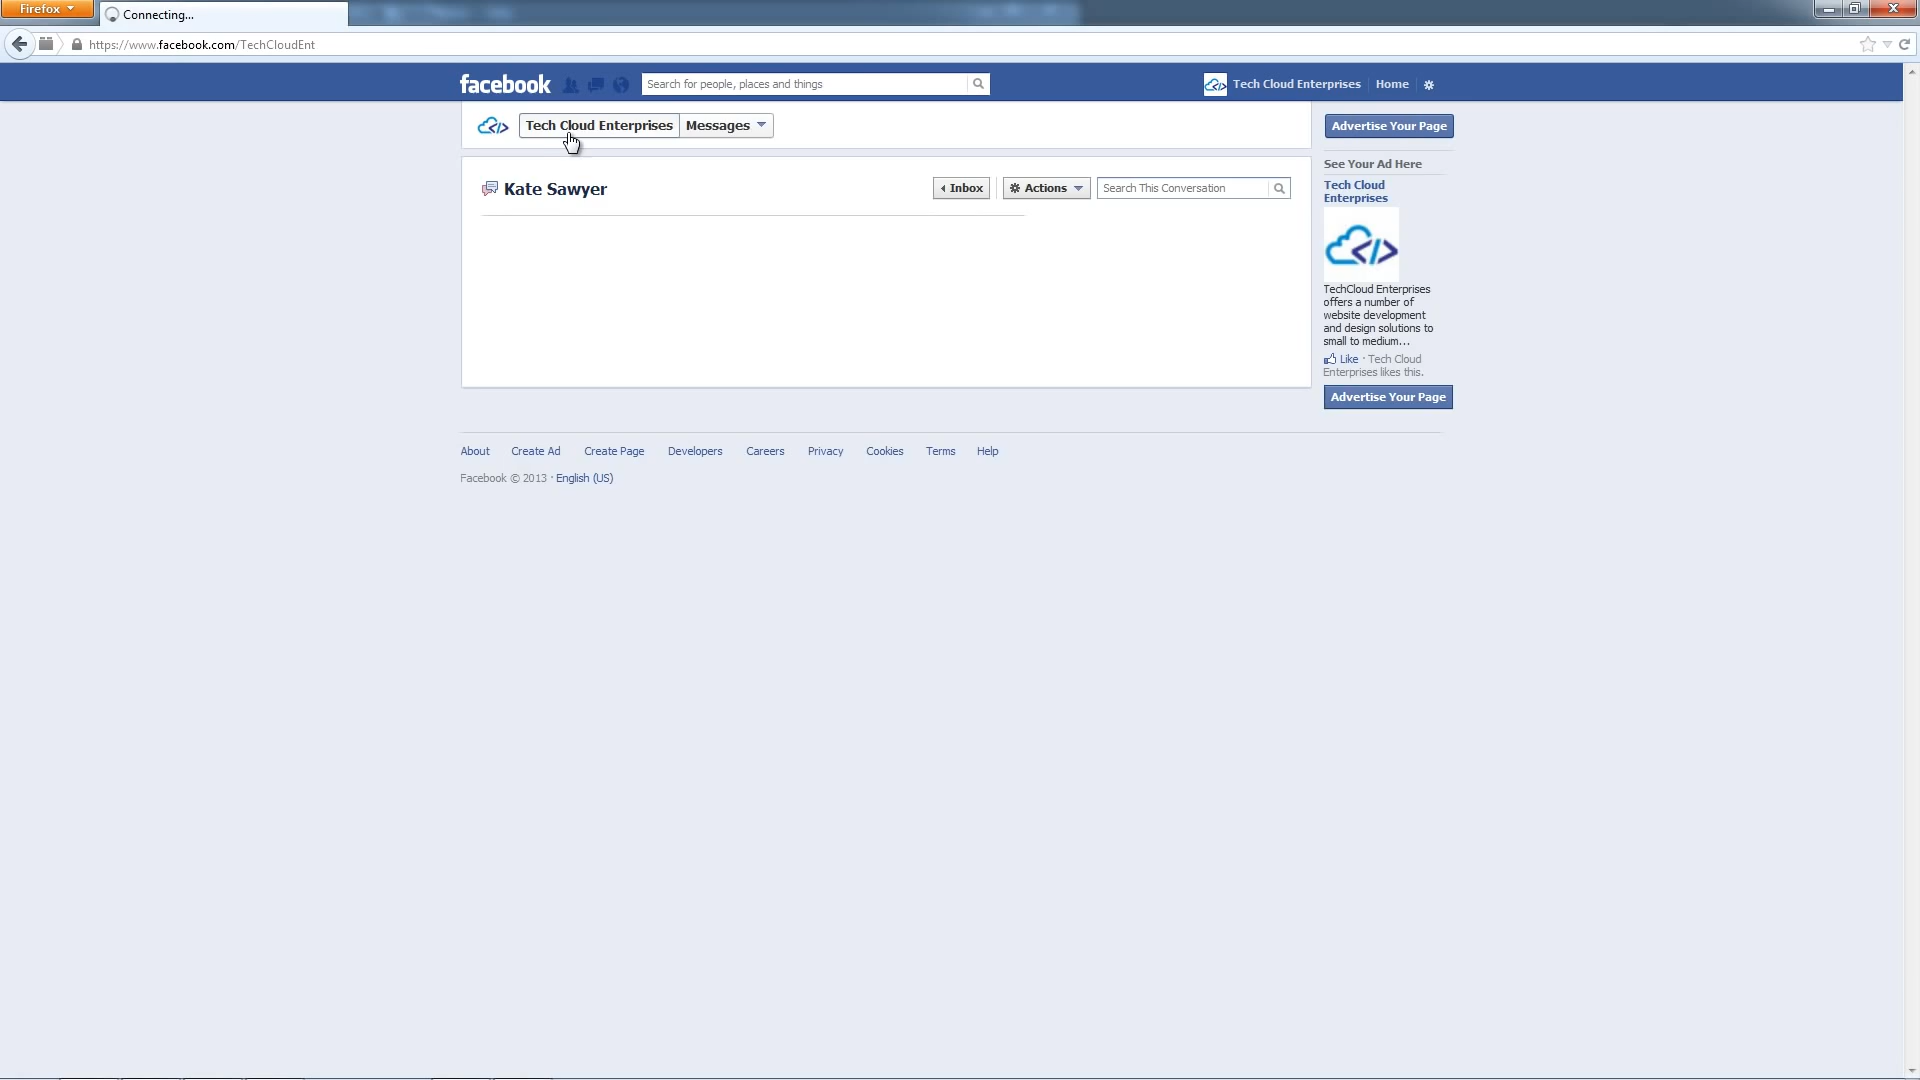 Firefox
Connecting...
https://www.facebook.com/TechCloudEnt
facebook
Search for people, places and things
Tech Cloud Enterprises
Home
Tech Cloud Enterprises
Messages
Advertise Your Page
Kate Sawyer
Inbox
Actions
Search This Conversation
See Your Ad Here
Tech Cloud
Enterprises
</>
TechCloud Enterprises
offers a number of
website development
and design solutions to
small to medium...
Like · Tech Cloud
Enterprises likes this.
Advertise Your Page
About
Create Ad
Create Page
Developers
Careers
Privacy
Cookies
Terms
Help
Facebook © 2013 · English (US)